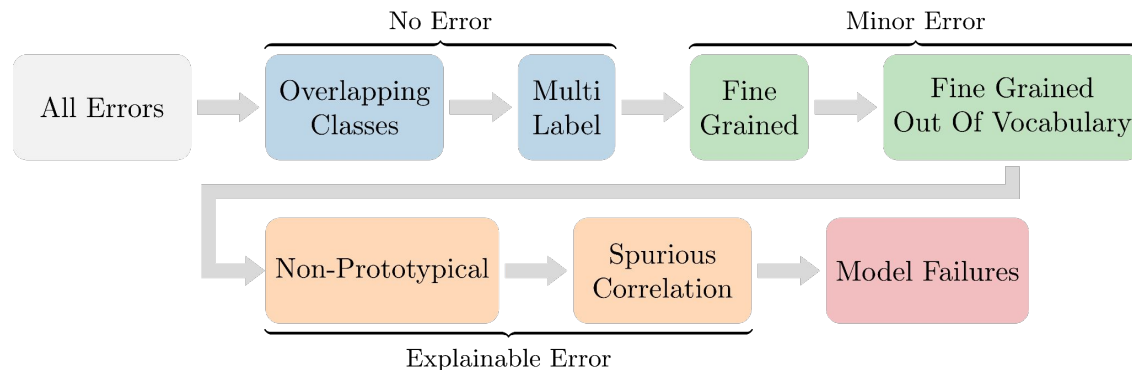 No Error
Minor Error
All Errors
Overlapping
Classes
Multi
Label
Fine
Grained
Fine Grained
Out Of Vocabulary
Non-Prototypical
Spurious
Correlation
Model Failures
Explainable Error